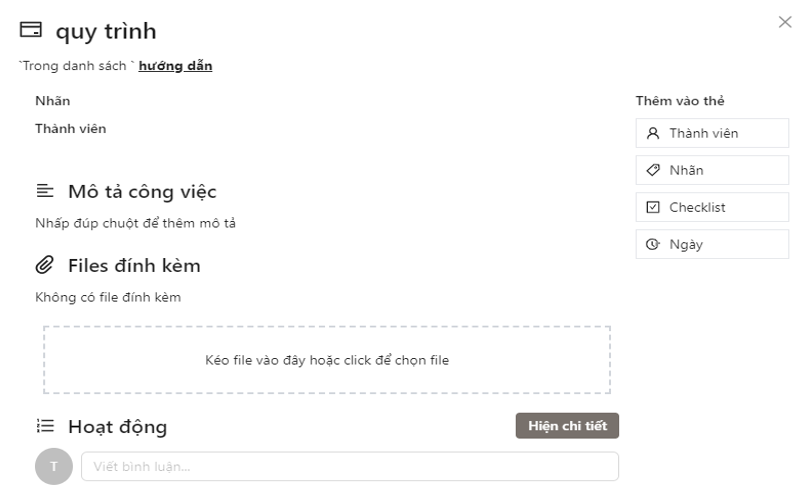 quy trình
`Trong danh sách ` hướng dẫn
Nhãn
Thành viên
Mô tả công việc
Nhấp đúp chuột để thêm mô tả
Files đính kèm
Không có file đính kèm
Kéo file vào đây hoặc click để chọn file
Hoạt động
Hiện chi tiết
T
Viết bình luận...
Thêm vào thẻ
Thành viên
Nhãn
Checklist
Ngày